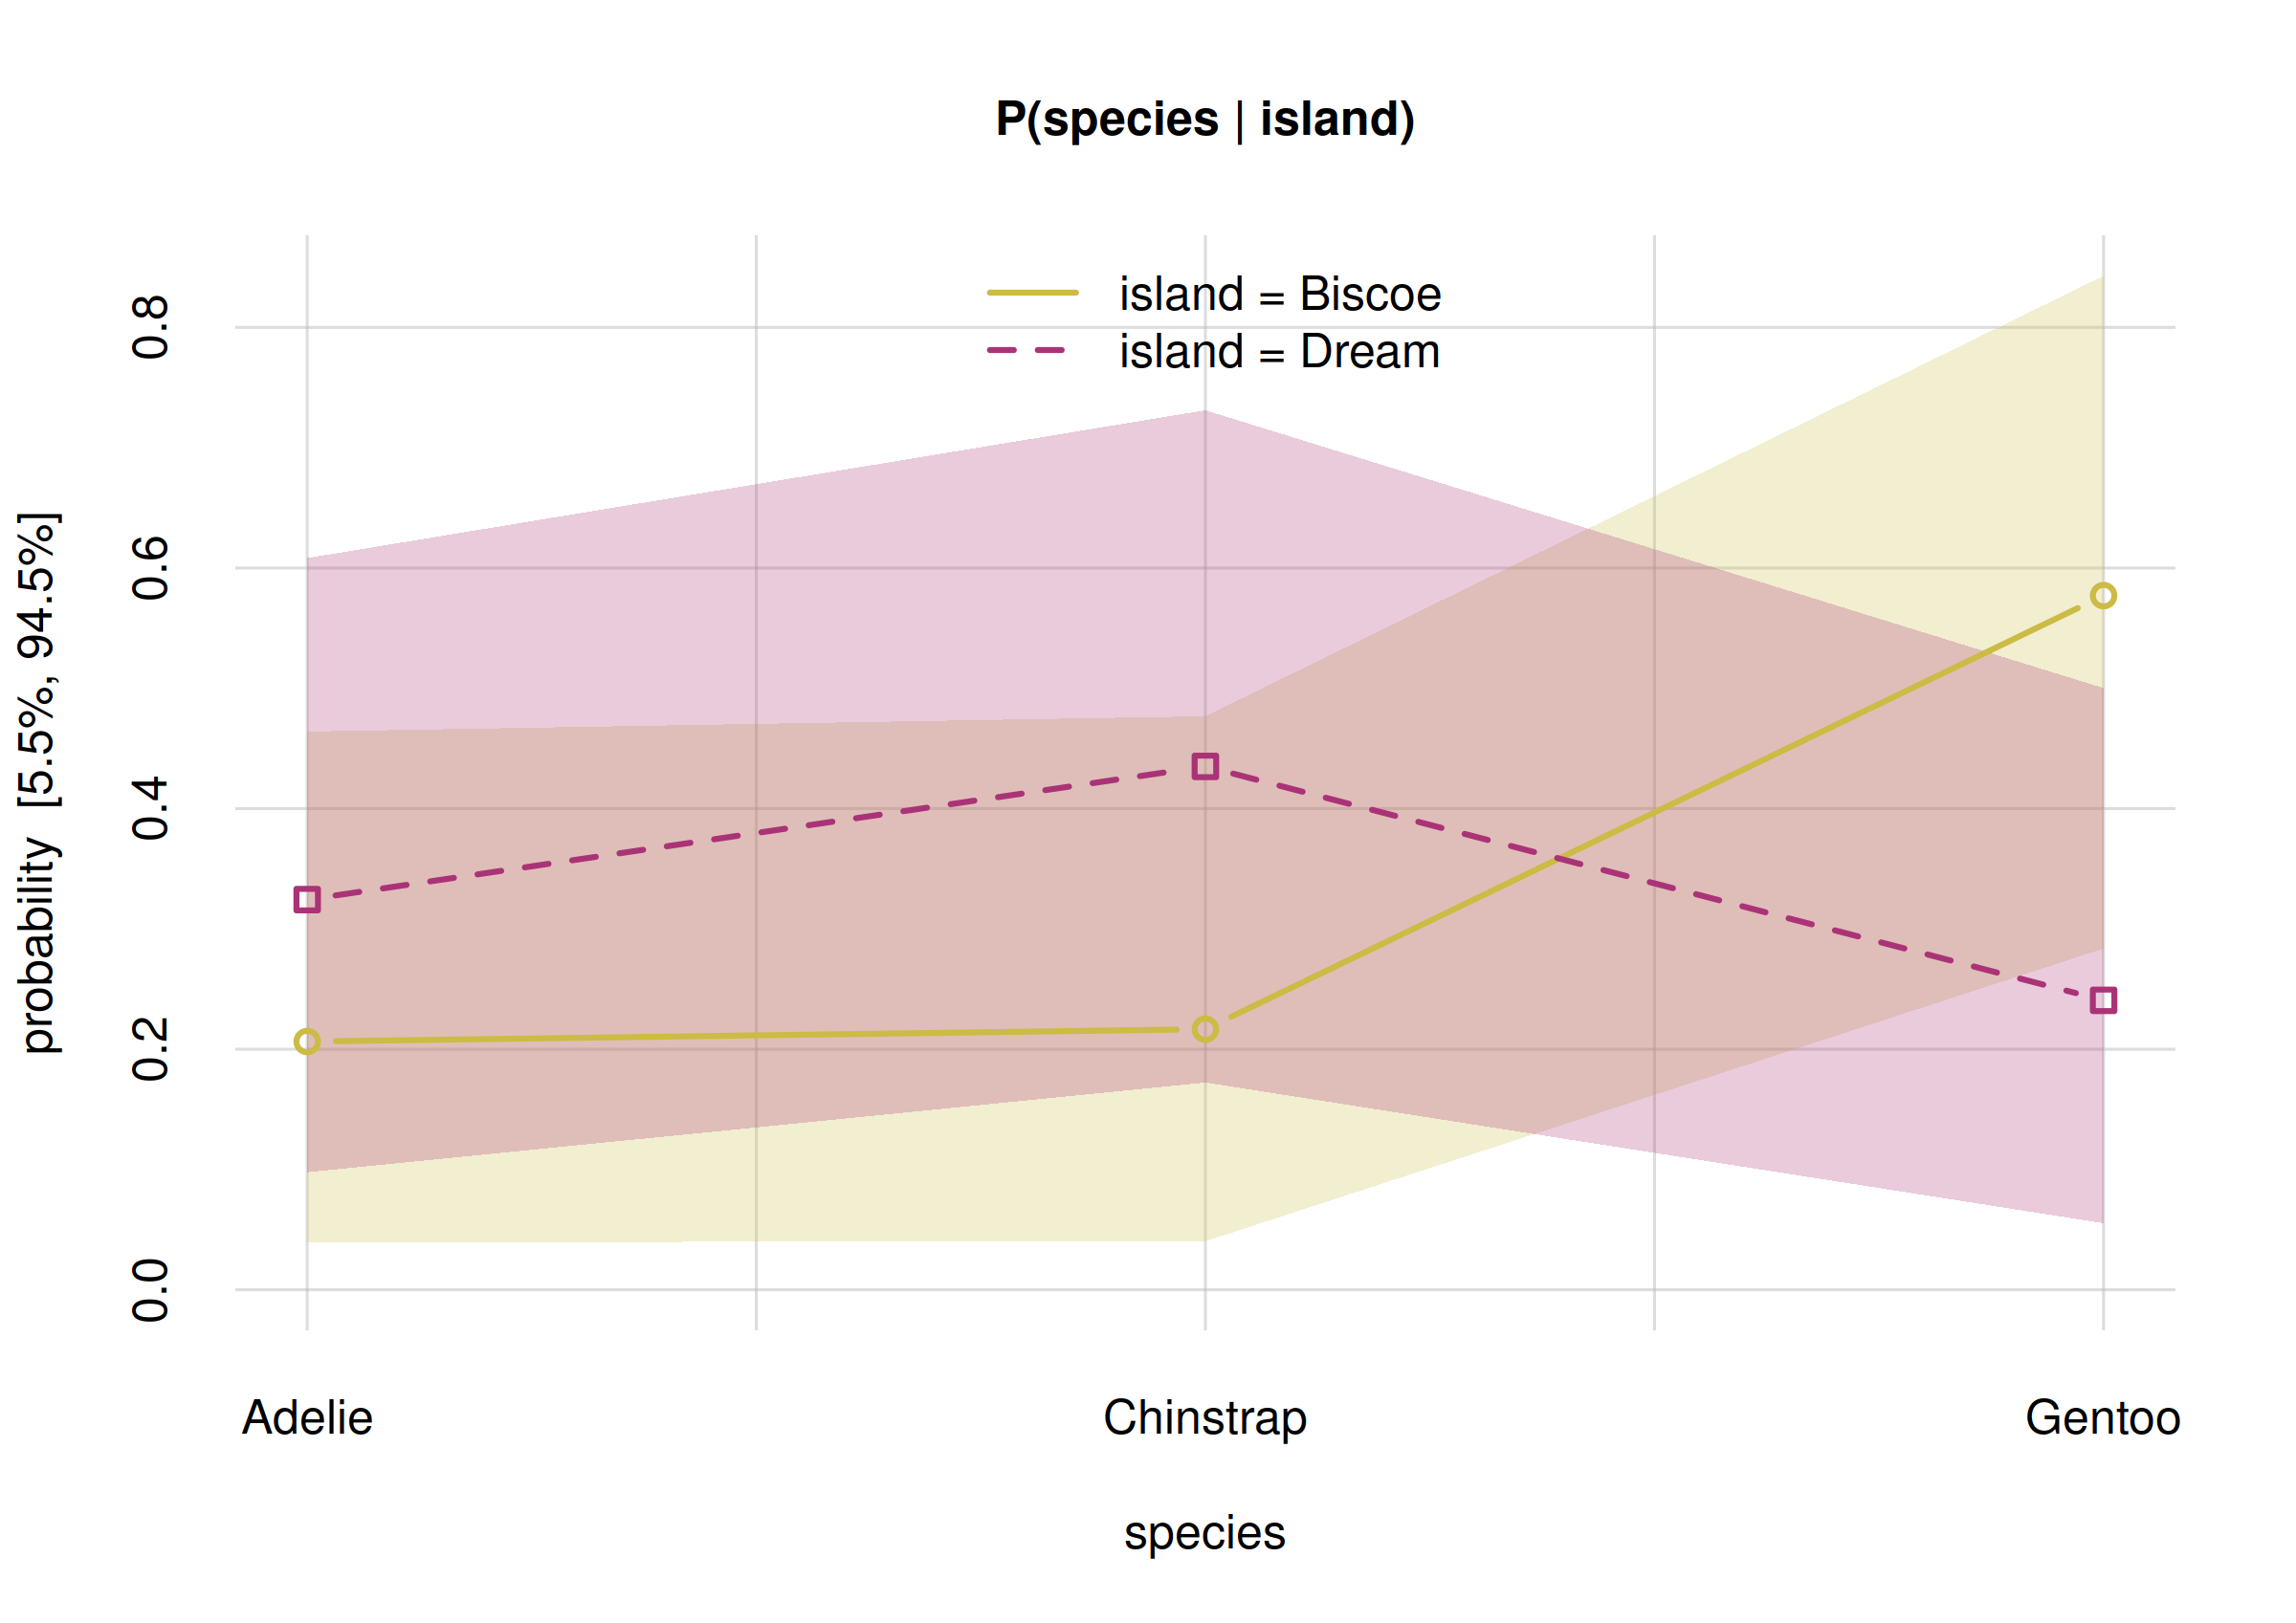 P(species | island)
island = Biscoe
island = Dream
probability [5.5%, 94.5%]
0.8
0.6
0.4
0.2
0.0
Adelie Chinstrap Gentoo
species